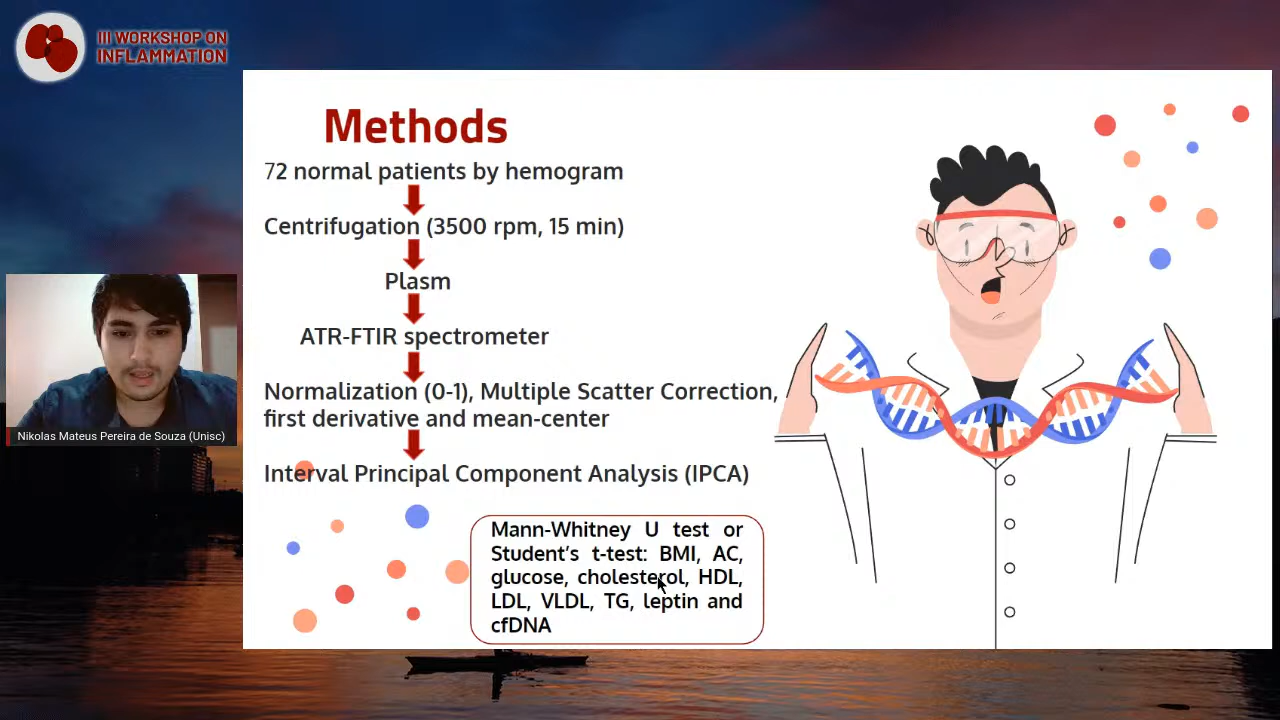 III WORKSHOP ON
INFLAMMATION
Methods
72 normal patients by hemogram
Centrifugation (3500 rpm, 15 min)
Plasm
ATR-FTIR spectrometer
Normalization (0-1), Multiple Scatter Correction,
first derivative and mean-center
Interval Principal Component Analysis (IPCA)
Mann-Whitney U test or
Student's t-test: BMI, AC,
glucose, cholesterol, HDL,
LDL, VLDL, TG, leptin and
cfDNA
Nikolas Mateus Pereira de Souza (Unisc)